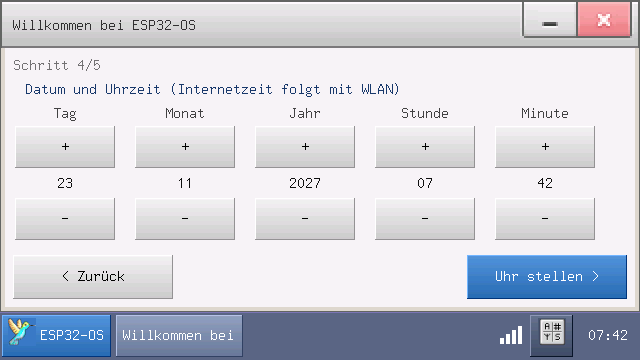 Willkommen bei ESP32-OS
Schritt 4/5
Datum und Uhrzeit (Internetzeit folgt mit WLAN)
Tag Monat Jahr Stunde Minute
+ + + + +
23 11 2027 07 42
- - - - -
< Zurück Uhr stellen >
ESP32-OS Willkommen bei A# TS 07:42